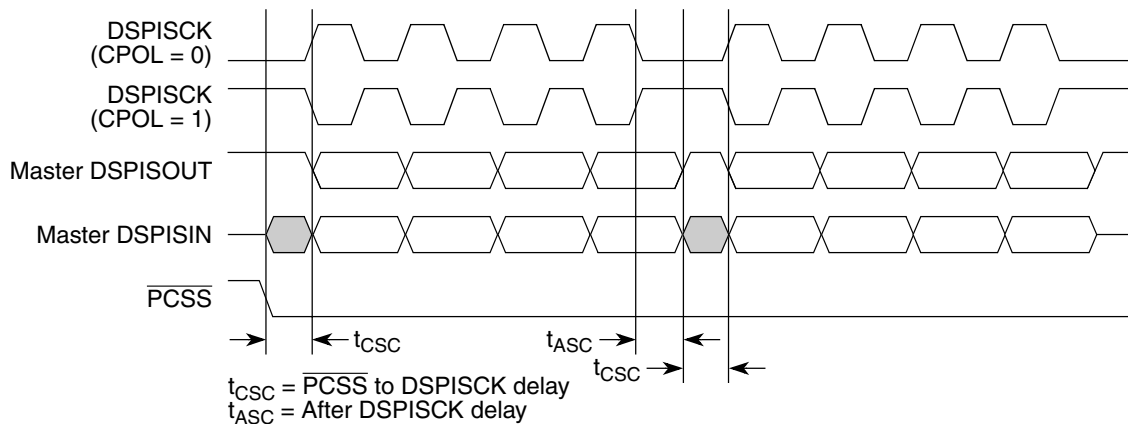 DSPISCK
(CPOL = 0)
DSPISCK
(CPOL = 1)
Master DSPISOUT
Master DSPISIN
PCSS
tCSC
tASC
tCSC
tCSC = PCSS to DSPISCK delay
tASC = After DSPISCK delay